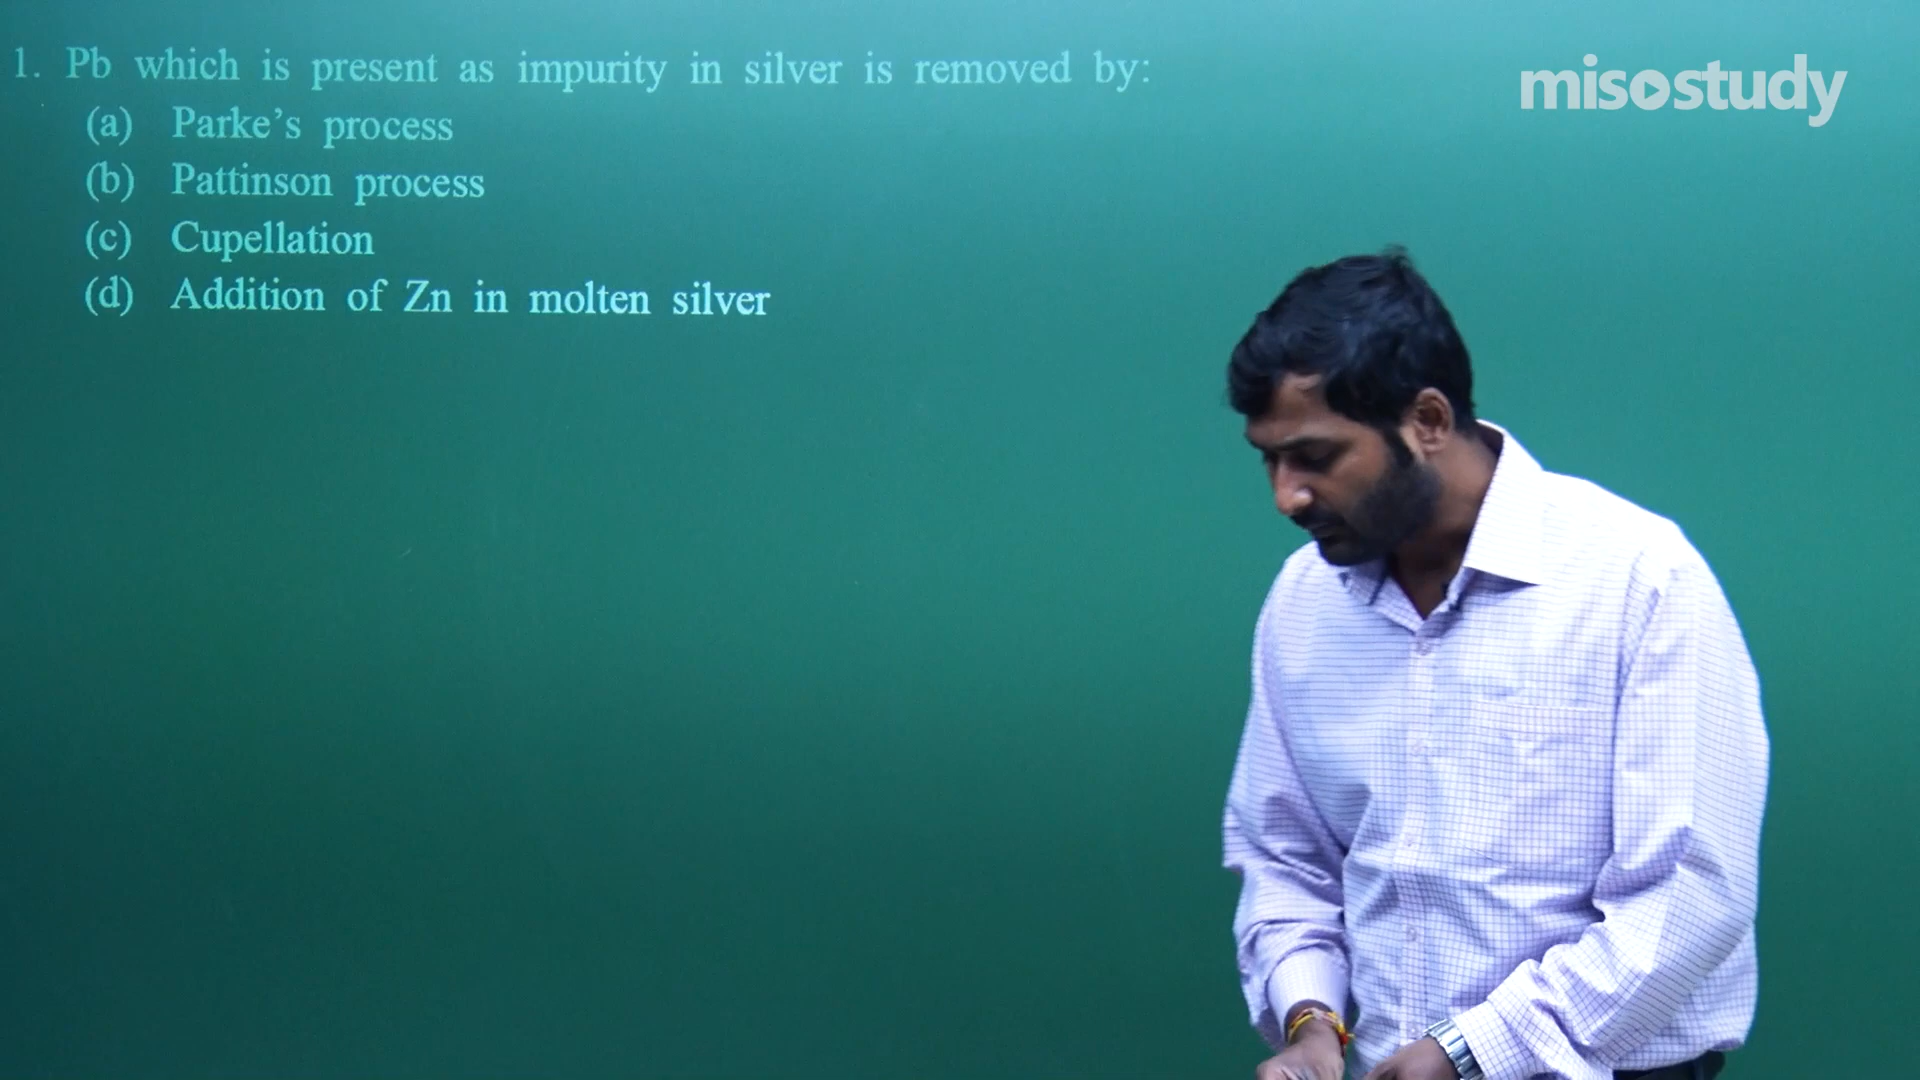 misostudy
1. Pb which is present as impurity in silver is removed by:
(a) Parke's process
(b) Pattinson process
(c) Cupellation
(d) Addition of Zn in molten silver